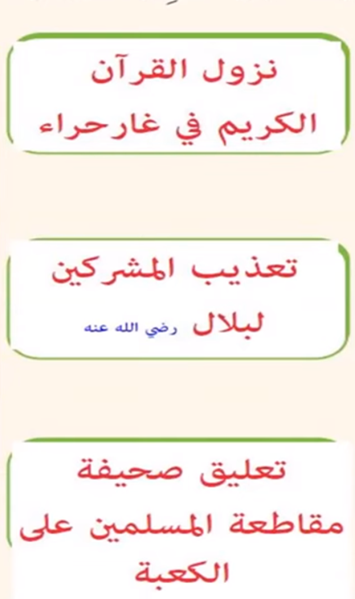 نزول القرآن
الكريم في غارحراء
تعذيب المشركين
لبلال رضي الله عنه
تعليق صحيفة
مقاطعة المسلمين على
الكعبة